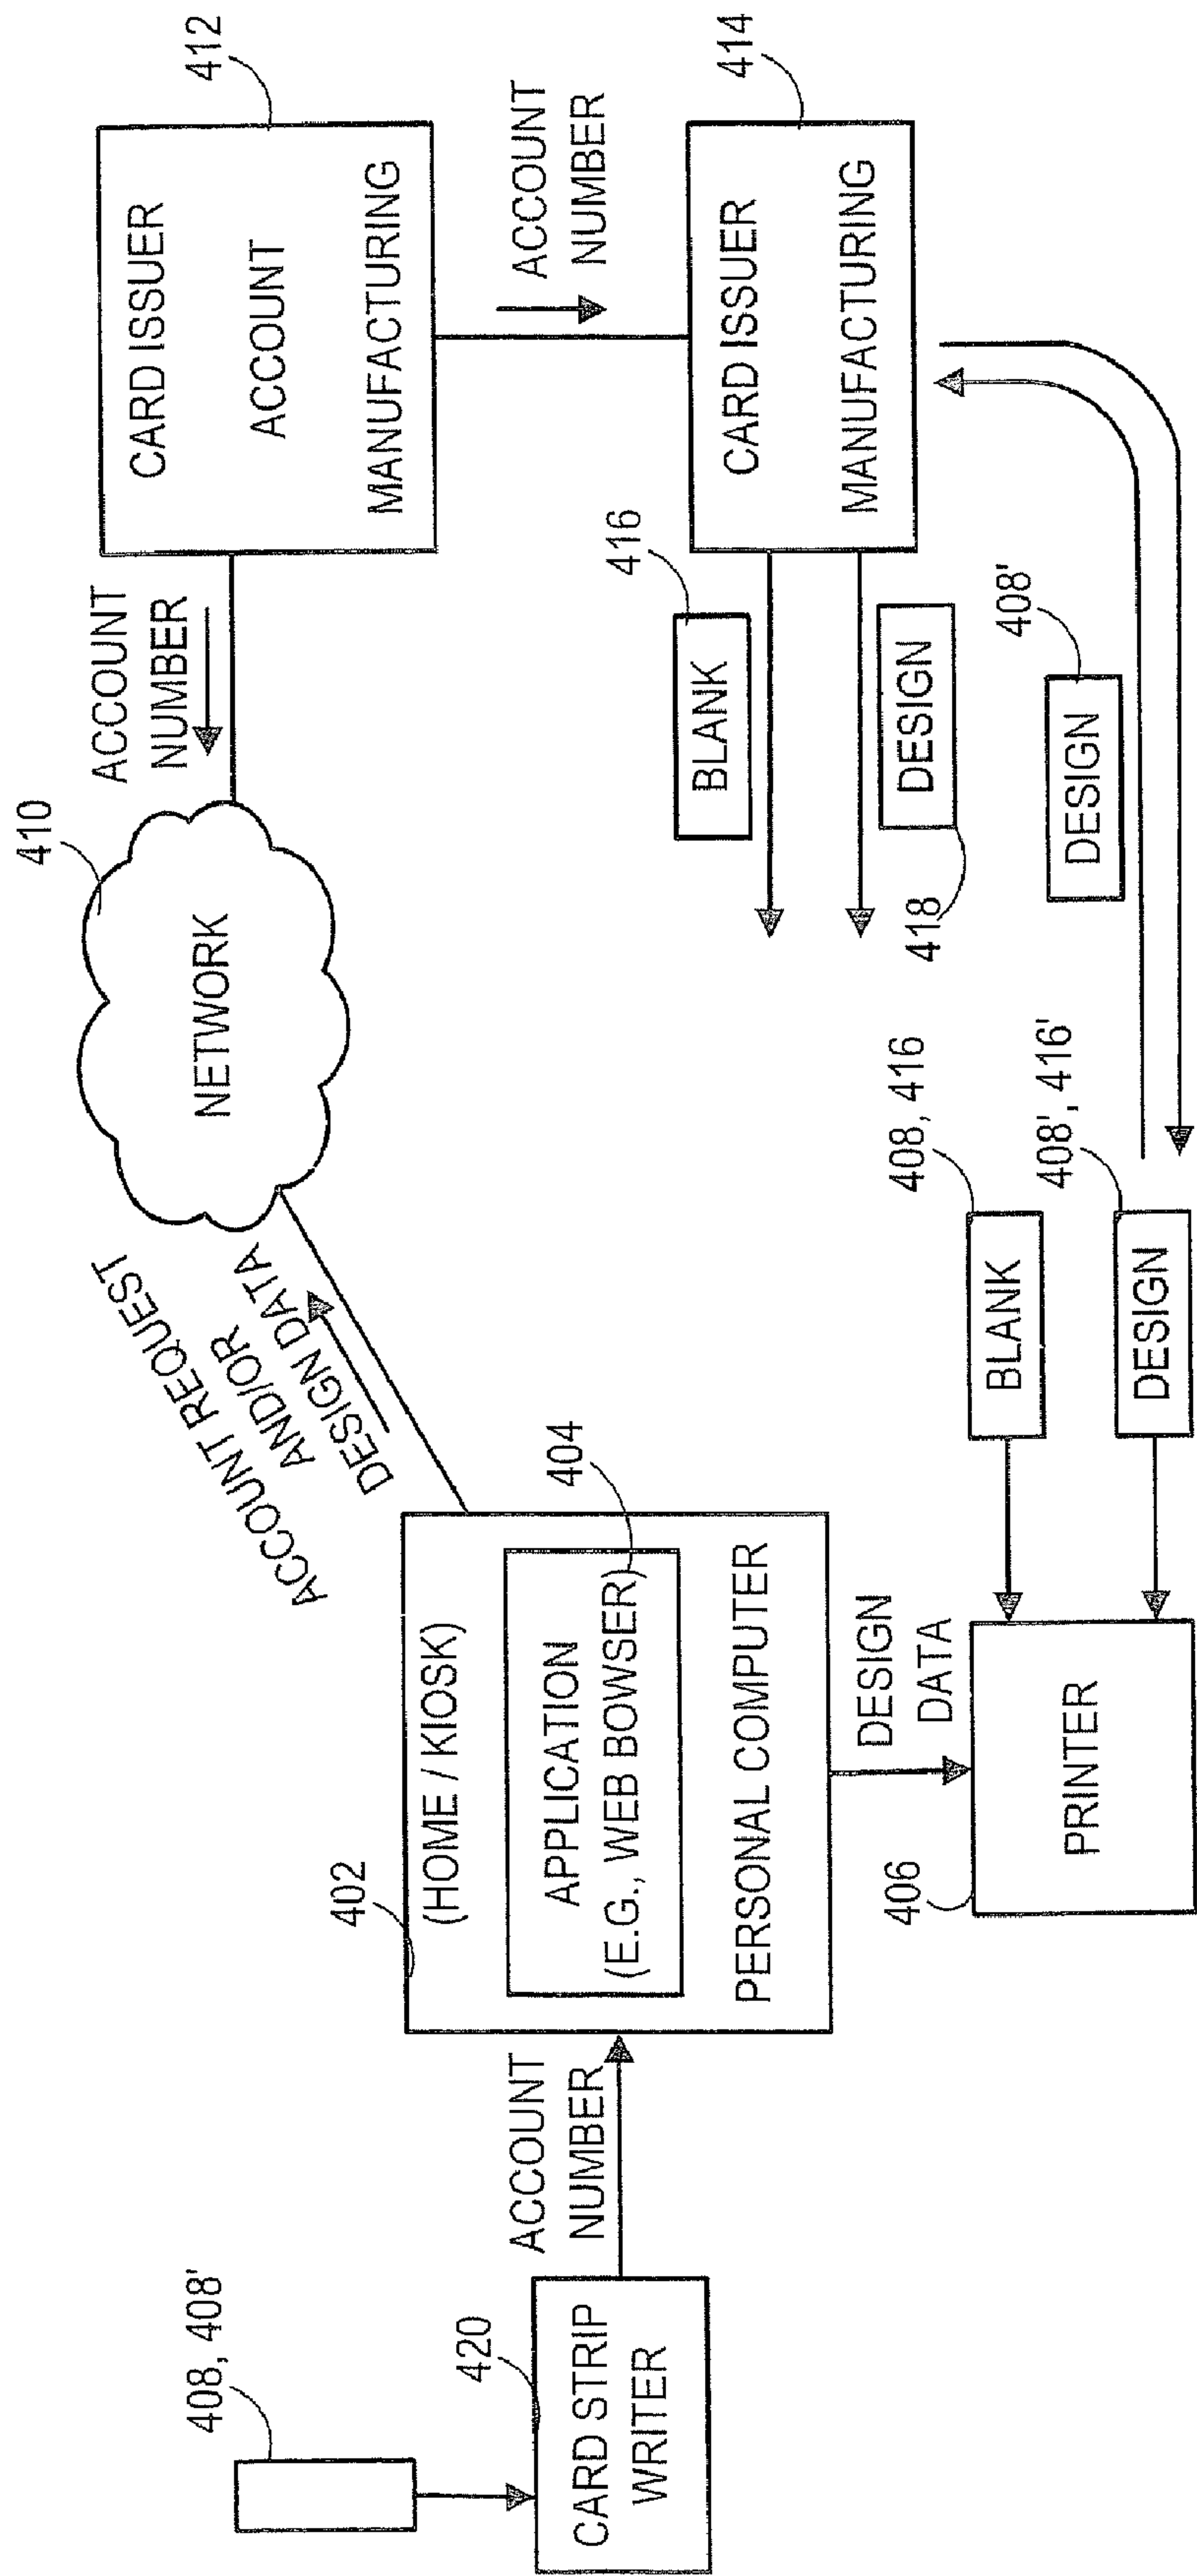 408, 408'
420
CARD STRIP
WRITER
ACCOUNT
NUMBER
402
(HOME / KIOSK)
APPLICATION
(E.G., WEB BOWSER)
404
PERSONAL COMPUTER
ACCOUNT REQUEST
AND/OR
DESIGN DATA
DESIGN
DATA
406
PRINTER
BLANK
408, 416
DESIGN
408', 416'
410
NETWORK
ACCOUNT
NUMBER
412
CARD ISSUER
ACCOUNT
MANUFACTURING
ACCOUNT
NUMBER
414
CARD ISSUER
MANUFACTURING
416
BLANK
DESIGN
418
408'
DESIGN